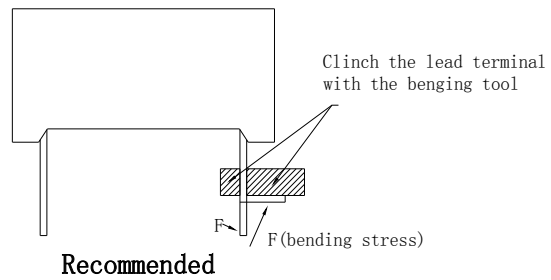 Clinch the lead terminal
with the benging tool
F
F(bending stress)
Recommended